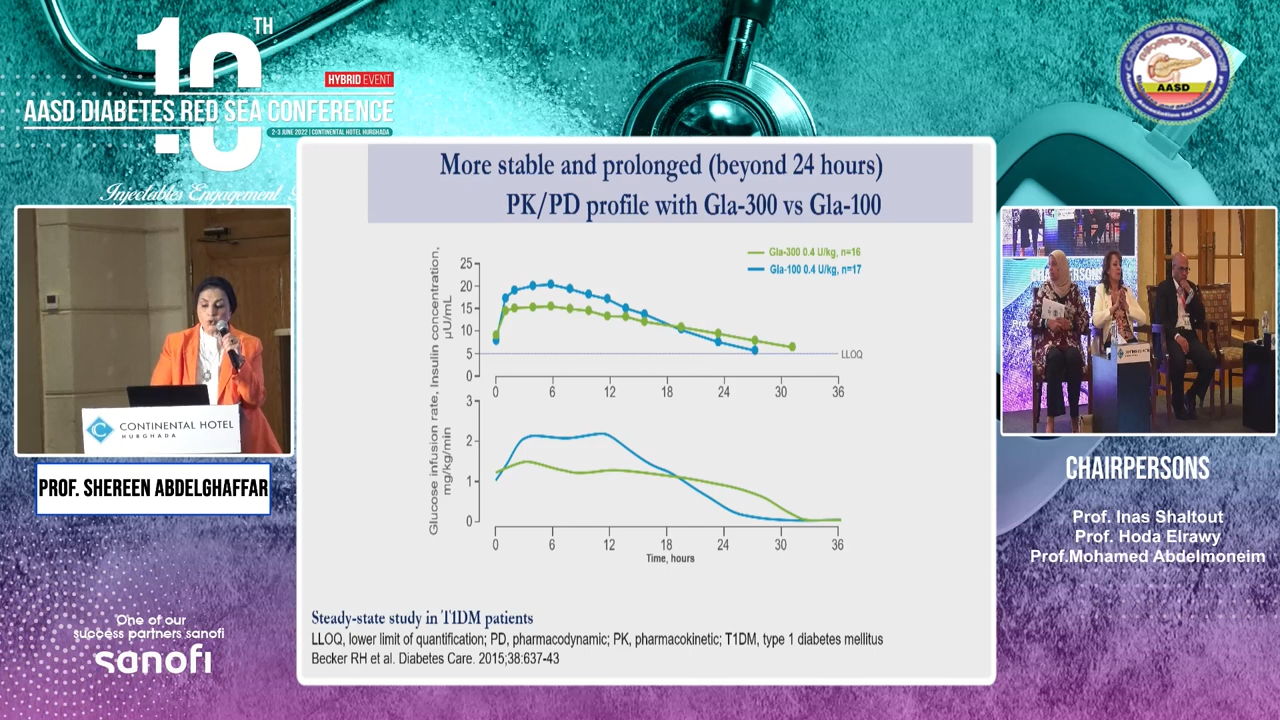 10TH
HYBRID EVENT
AASD DIABETES RED SEA CONFERENCE
2-3 JUNE 2022 | CONTINENTAL HOTEL HURGHADA
Injectables Engagement
AASD
More stable and prolonged (beyond 24 hours)
PK/PD profile with Gla-300 vs Gla-100
Gla-300 0.4 U/kg, n=16
Gla-100 0.4 U/kg, n=17
Insulin concentration, µU/mL
25
20
15
10
5
0
LLOQ
0 6 12 18 24 30 36
Glucose infusion rate, mg/kg/min
3
2
1
0
0 6 12 18 24 30 36
Time, hours
Steady-state study in T1DM patients
LLOQ, lower limit of quantification; PD, pharmacodynamic; PK, pharmacokinetic; T1DM, type 1 diabetes mellitus
Becker RH et al. Diabetes Care. 2015;38:637-43
CONTINENTAL HOTEL
HURGHADA
PROF. SHEREEN ABDELGHAFFAR
One of our
success partners sanofi
sanofi
CHAIRPERSONS
Prof. Inas Shaltout
Prof. Hoda Elrawy
Prof.Mohamed Abdelmoneim